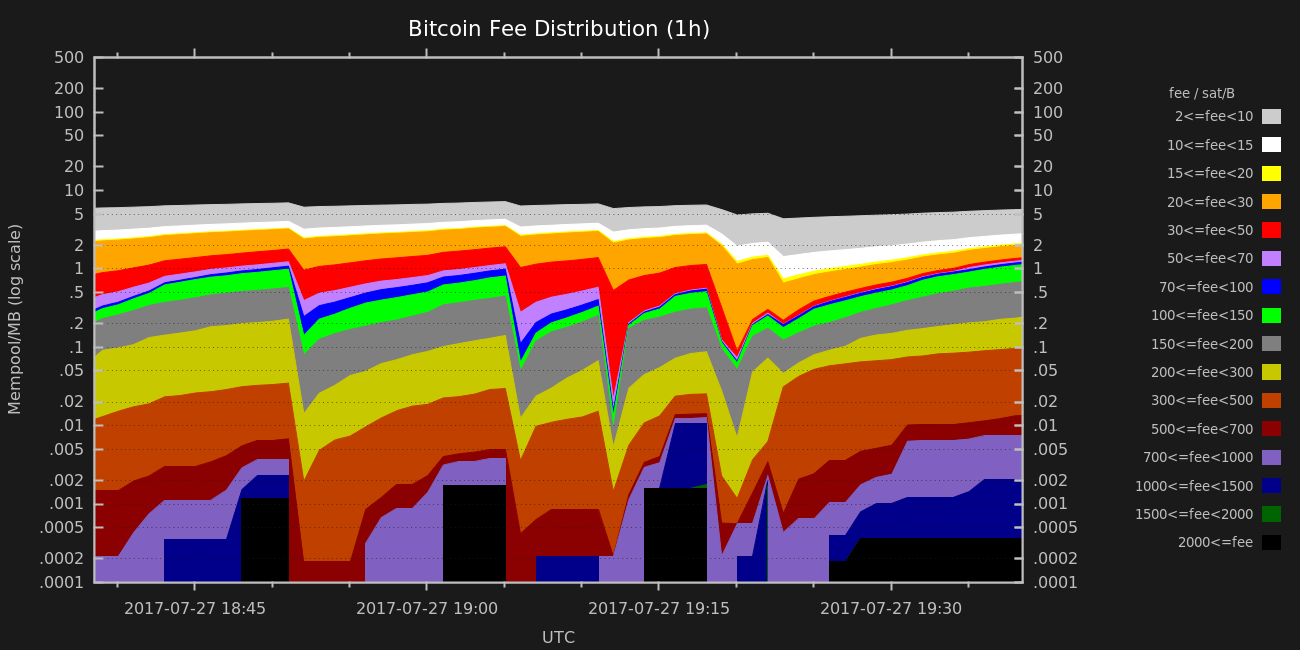 Bitcoin Fee Distribution (1h)
500 500
200 200
100 100
50 50
20 20
10 10
5 5
2 2
1 1
.5 .5
.2 .2
.1 .1
.05 .05
.02 .02
.01 .01
.005 .005
.002 .002
.001 .001
.0005 .0005
.0002 .0002
.0001 .0001
Mempool/MB (log scale)
2017-07-27 18:45 2017-07-27 19:00 2017-07-27 19:15 2017-07-27 19:30
UTC
fee / sat/B
2<=fee<10
10<=fee<15
15<=fee<20
20<=fee<30
30<=fee<50
50<=fee<70
70<=fee<100
100<=fee<150
150<=fee<200
200<=fee<300
300<=fee<500
500<=fee<700
700<=fee<1000
1000<=fee<1500
1500<=fee<2000
2000<=fee